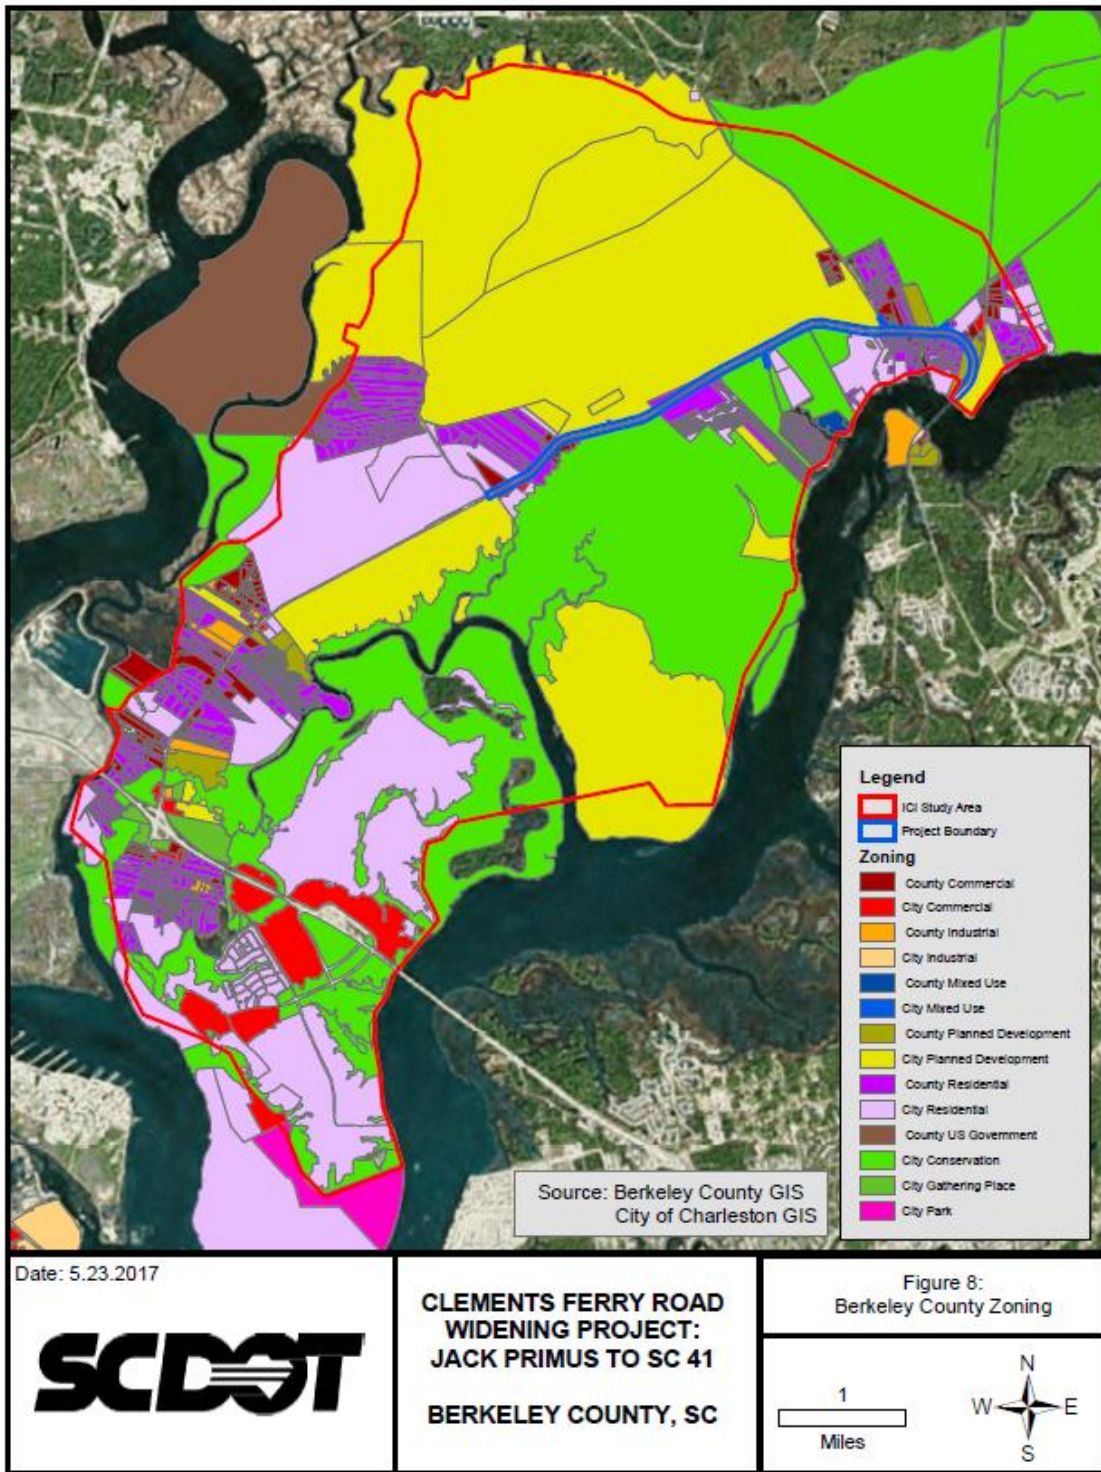 Legend
ICI Study Area
Project Boundary
Zoning
County Commercial
City Commercial
County Industrial
City Industrial
County Mixed Use
City Mixed Use
County Planned Development
City Planned Development
County Residential
City Residential
County US Government
City Conservation
City Gathering Place
City Park
Source: Berkeley County GIS
City of Charleston GIS
Date: 5.23.2017
SCDOT
CLEMENTS FERRY ROAD
WIDENING PROJECT:
JACK PRIMUS TO SC 41
BERKELEY COUNTY, SC
Figure 8:
Berkeley County Zoning
1
Miles
N
W E
S